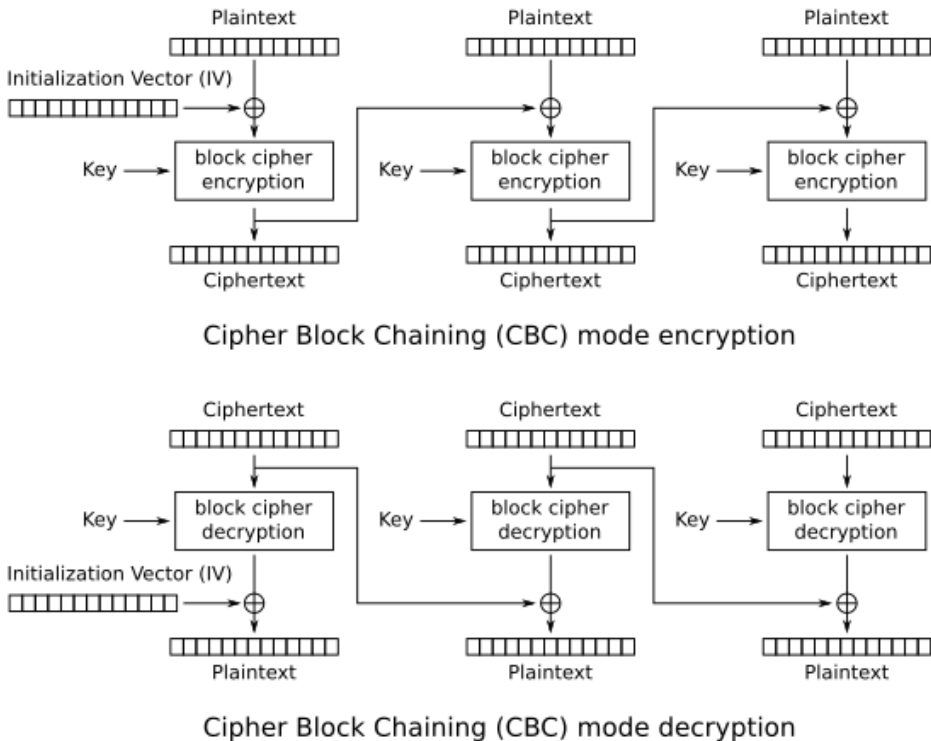 Plaintext Plaintext Plaintext
Initialization Vector (IV)
Key block cipher encryption Key block cipher encryption Key block cipher encryption
Ciphertext Ciphertext Ciphertext
Cipher Block Chaining (CBC) mode encryption
Ciphertext Ciphertext Ciphertext
Key block cipher decryption Key block cipher decryption Key block cipher decryption
Initialization Vector (IV)
Plaintext Plaintext Plaintext
Cipher Block Chaining (CBC) mode decryption